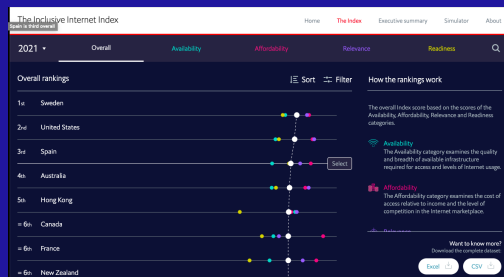 The Inclusive Internet Index
Home
The Index
Executive summary
Simulator
About
Spain is third overall
2021
Overall
Availability
Affordability
Relevance
Readiness
Overall rankings
Sort
Filter
1st Sweden
2nd United States
3rd Spain
Select
4th Australia
5th Hong Kong
= 6th Canada
= 6th France
= 6th New Zealand
How the rankings work
The overall Index score based on the scores of the
Availability, Affordability, Relevance and Readiness
categories.
Availability
The Availability category examines the quality
and breadth of available infrastructure
required for access and levels of Internet usage.
Affordability
The Affordability category examines the cost of
access relative to income and the level of
competition in the Internet marketplace.
Relevance
Want to know more?
Download the complete dataset:
Excel
CSV